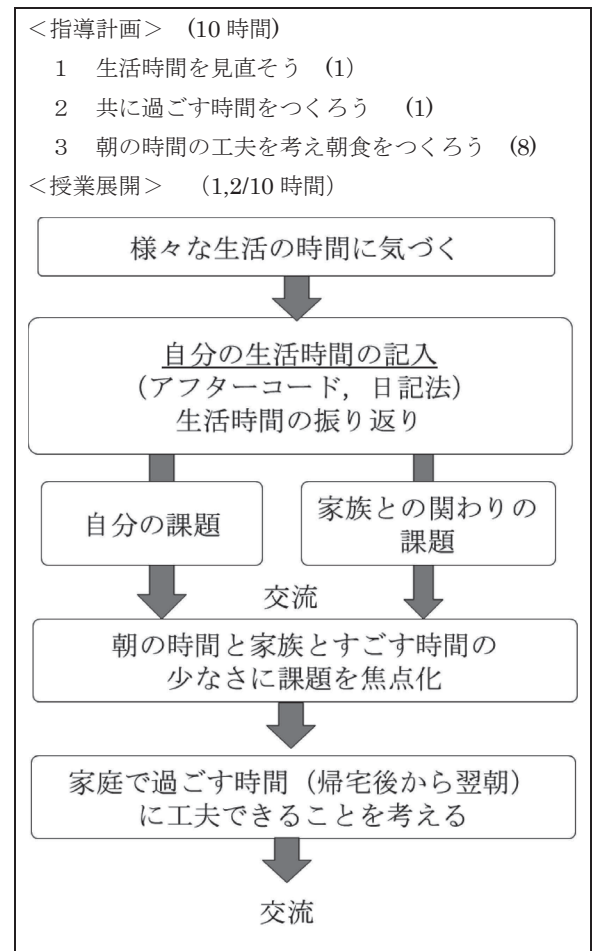 ＜指導計画＞ (10 時間)
1 生活時間を見直そう (1)
2 共に過ごす時間をつくろう (1)
3 朝の時間の工夫を考え朝食をつくろう (8)
＜授業展開＞ （1,2/10 時間）
様々な生活の時間に気づく
自分の生活時間の記入
（アフターコード，日記法）
生活時間の振り返り
自分の課題
家族との関わりの
課題
交流
朝の時間と家族とすごす時間の
少なさに課題を焦点化
家庭で過ごす時間（帰宅後から翌朝）
に工夫できることを考える
交流